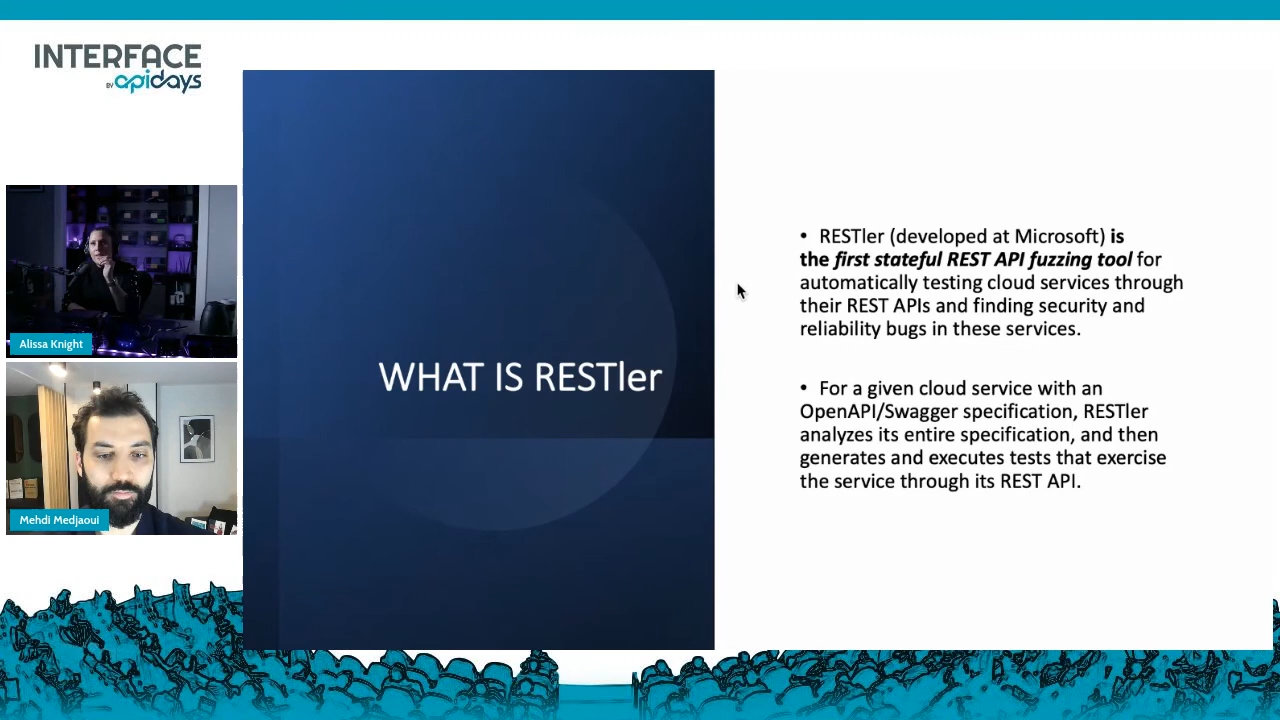 INTERFACE
BY apidays
Alissa Knight
Mehdi Medjaoui
WHAT IS RESTler
• RESTler (developed at Microsoft) is
the first stateful REST API fuzzing tool for
automatically testing cloud services through
their REST APIs and finding security and
reliability bugs in these services.
• For a given cloud service with an
OpenAPI/Swagger specification, RESTler
analyzes its entire specification, and then
generates and executes tests that exercise
the service through its REST API.